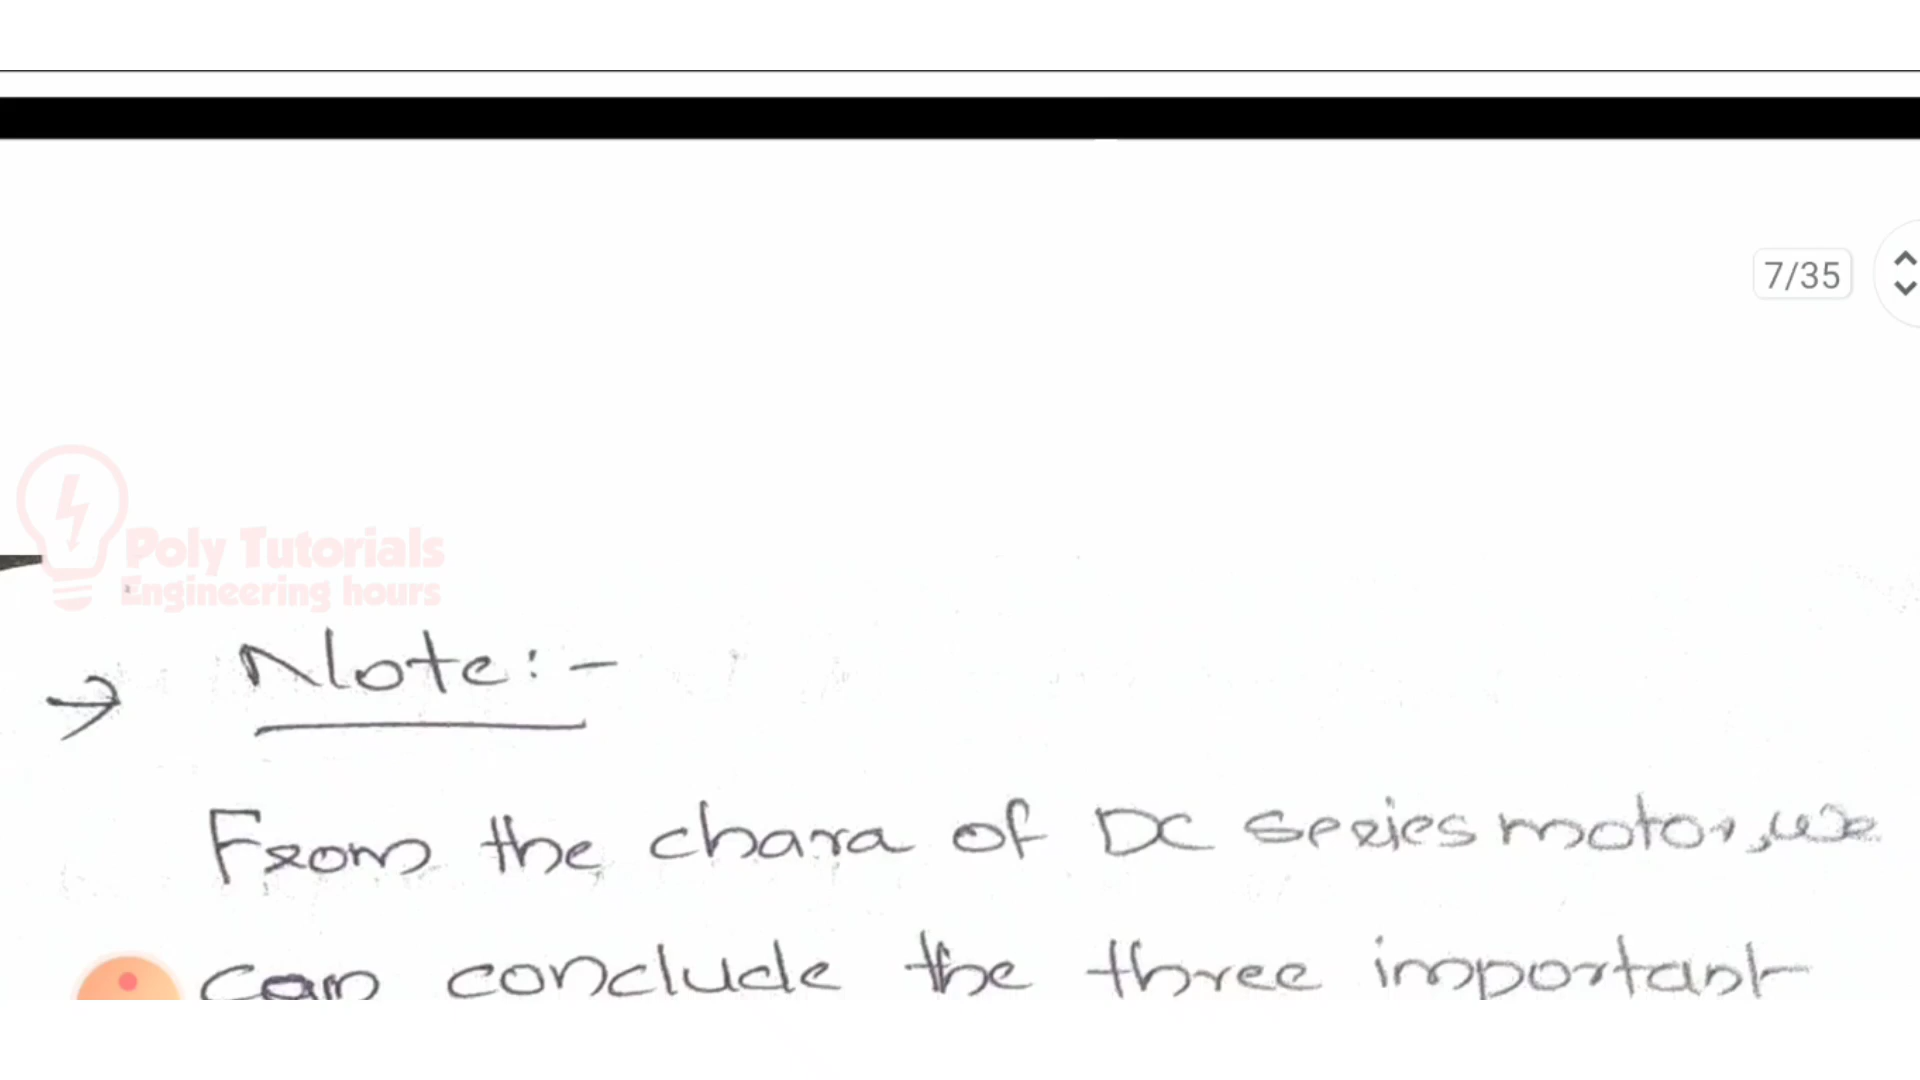 7/35
Poly Tutorials
Engineering hours
→ Note:-
From the chara of DC series motor, we
can conclude the three important